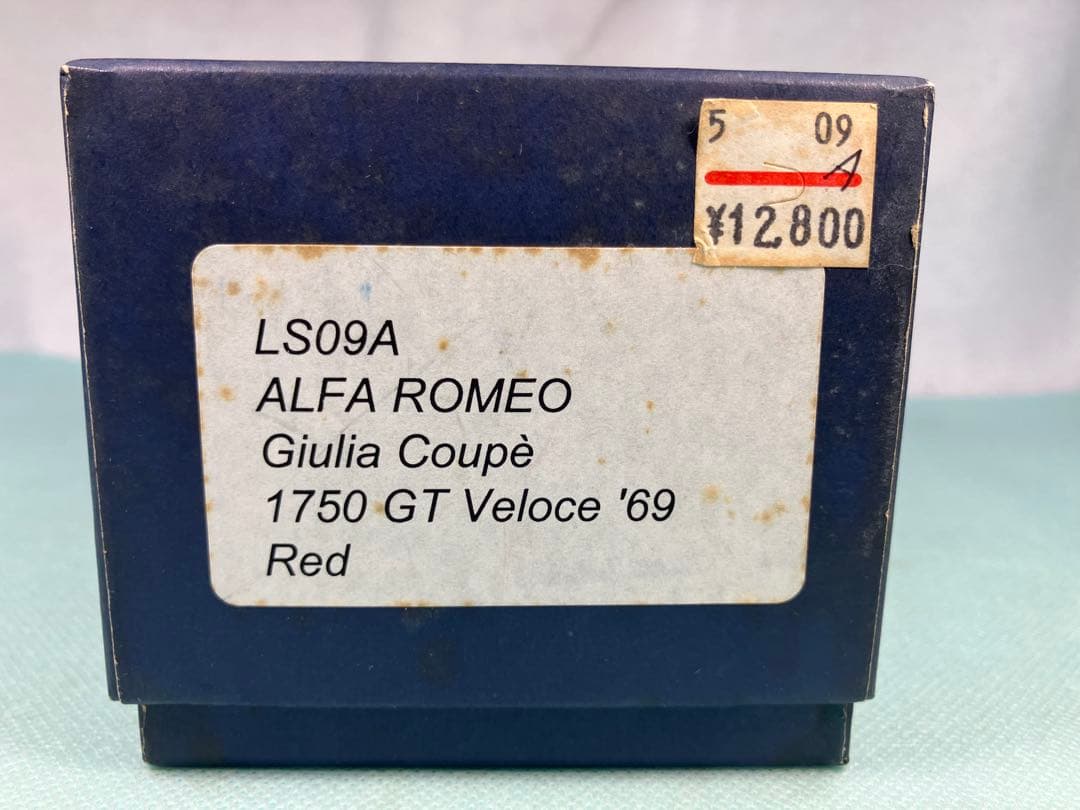 5 09
A
¥12,800
LS09A
ALFA ROMEO
Giulia Coupè
1750 GT Veloce '69
Red